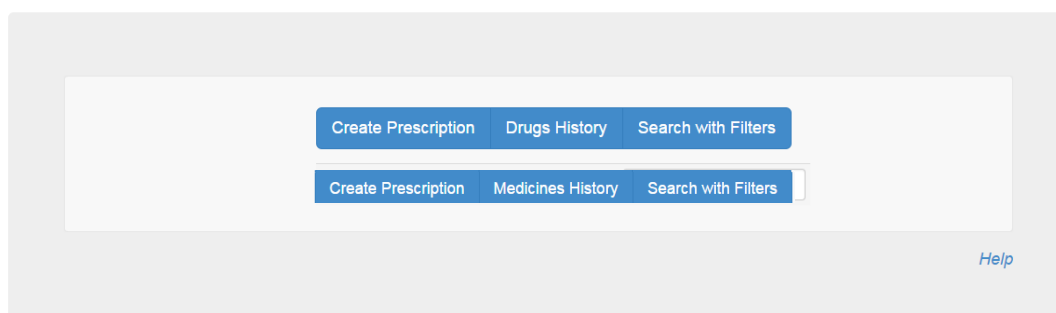 Create Prescription Drugs History Search with Filters
Create Prescription Medicines History Search with Filters
Help